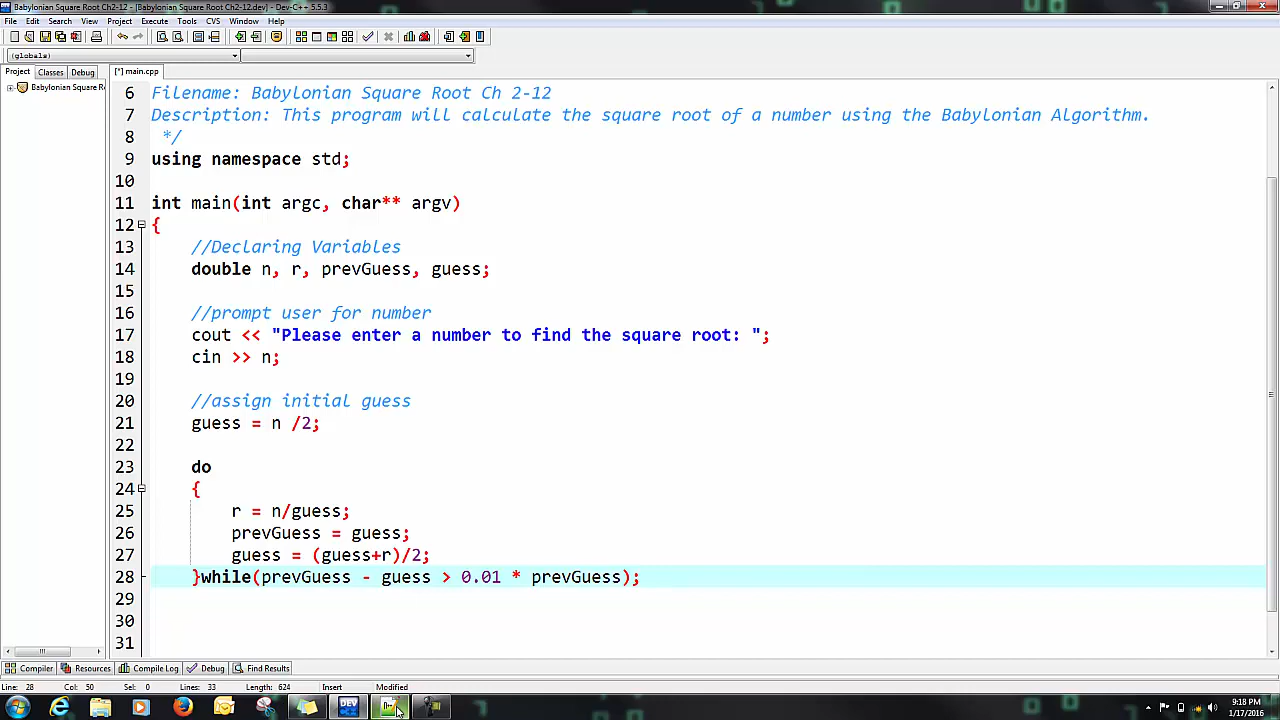 Babylonian Square Root Ch2-12 - [Babylonian Square Root Ch2-12.dev] - Dev-C++ 5.5.3
File Edit Search View Project Execute Tools CVS Window Help
(globals)
Project Classes Debug [*] main.cpp
Babylonian Square R
6 Filename: Babylonian Square Root Ch 2-12
7 Description: This program will calculate the square root of a number using the Babylonian Algorithm.
8 */
9 using namespace std;
10
11 int main(int argc, char** argv)
12 {
13 //Declaring Variables
14 double n, r, prevGuess, guess;
15
16 //prompt user for number
17 cout << "Please enter a number to find the square root: ";
18 cin >> n;
19
20 //assign initial guess
21 guess = n /2;
22
23 do
24 {
25 r = n/guess;
26 prevGuess = guess;
27 guess = (guess+r)/2;
28 }while(prevGuess - guess > 0.01 * prevGuess);
29
30
31
Compiler Resources Compile Log Debug Find Results
Line: 28 Col: 50 Sel: 0 Lines: 33 Length: 624 Insert Modified
DEV
9:18 PM
1/17/2016